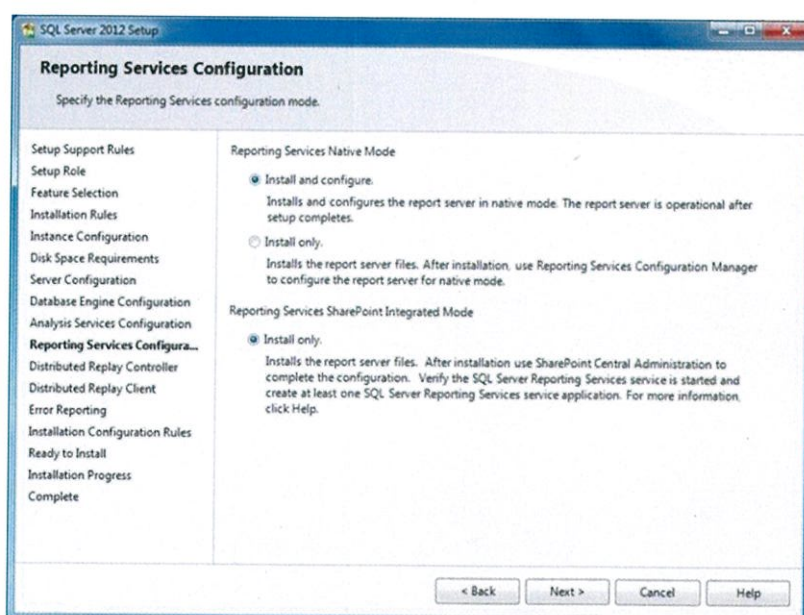 SQL Server 2012 Setup
Reporting Services Configuration
Specify the Reporting Services configuration mode.
Setup Support Rules
Setup Role
Feature Selection
Installation Rules
Instance Configuration
Disk Space Requirements
Server Configuration
Database Engine Configuration
Analysis Services Configuration
Reporting Services Configura...
Distributed Replay Controller
Distributed Replay Client
Error Reporting
Installation Configuration Rules
Ready to Install
Installation Progress
Complete
Reporting Services Native Mode
Install and configure.
Installs and configures the report server in native mode. The report server is operational after
setup completes.
Install only.
Installs the report server files. After installation, use Reporting Services Configuration Manager
to configure the report server for native mode.
Reporting Services SharePoint Integrated Mode
Install only.
Installs the report server files. After installation use SharePoint Central Administration to
complete the configuration. Verify the SQL Server Reporting Services service is started and
create at least one SQL Server Reporting Services service application. For more information,
click Help.
< Back
Next >
Cancel
Help